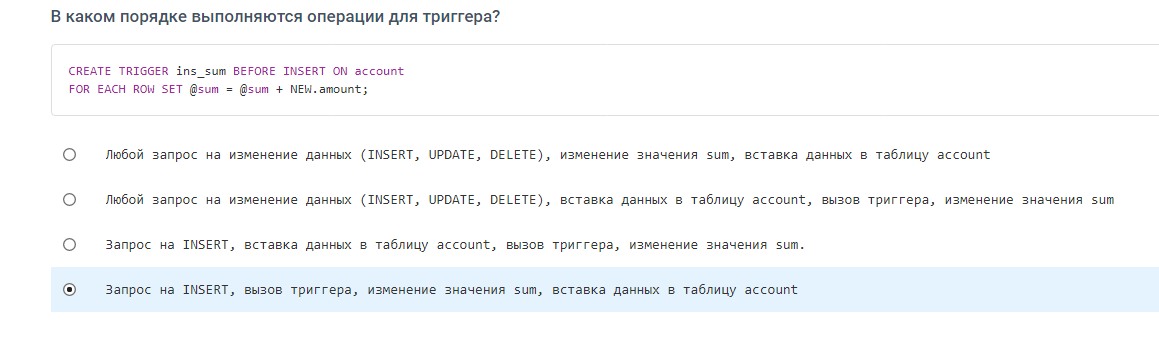 В каком порядке выполняются операции для триггера?
CREATE TRIGGER ins_sum BEFORE INSERT ON account
FOR EACH ROW SET @sum = @sum + NEW.amount;
Любой запрос на изменение данных (INSERT, UPDATE, DELETE), изменение значения sum, вставка данных в таблицу account
Любой запрос на изменение данных (INSERT, UPDATE, DELETE), вставка данных в таблицу account, вызов триггера, изменение значения sum
Запрос на INSERT, вставка данных в таблицу account, вызов триггера, изменение значения sum.
Запрос на INSERT, вызов триггера, изменение значения sum, вставка данных в таблицу account